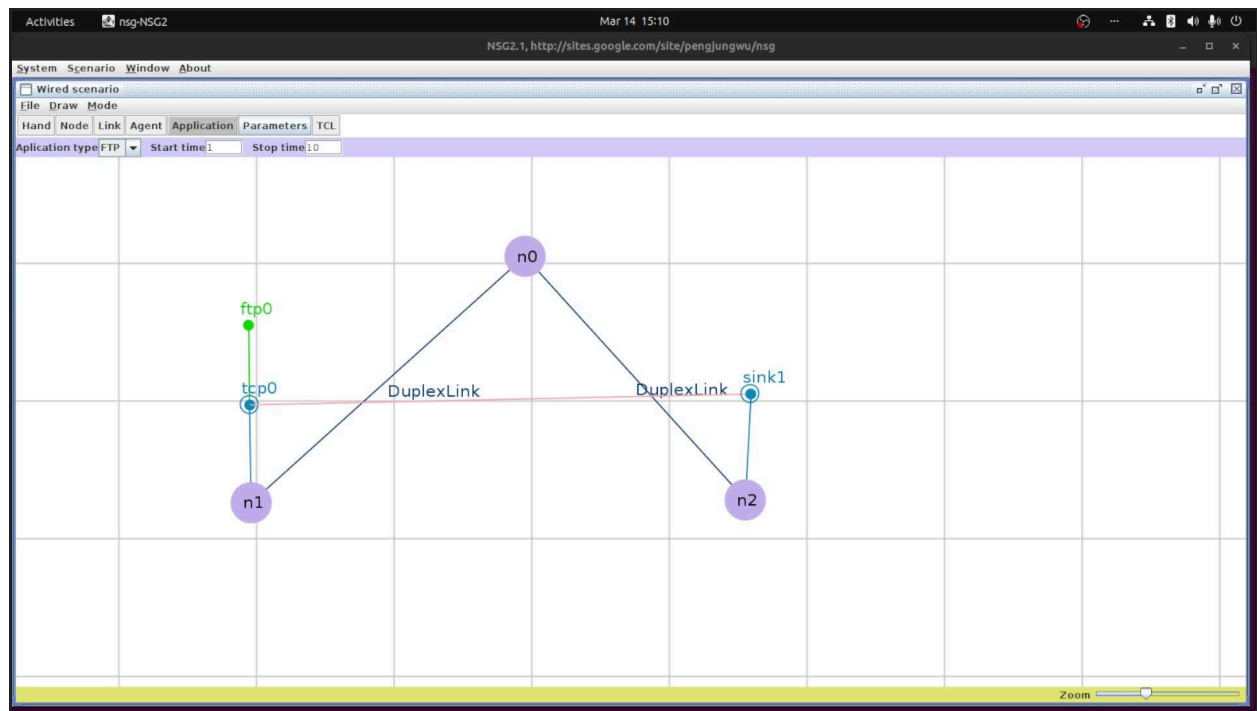 Activities nsg-NSG2 Mar 14 15:10
NSG2.1, http://sites.google.com/site/pengjungwu/nsg
System Scenario Window About
Wired scenario
File Draw Mode
Hand Node Link Agent Application Parameters TCL
Aplication type FTP Start time 1 Stop time 10
n0
ftp0
tcp0 DuplexLink DuplexLink sink1
n1 n2
Zoom